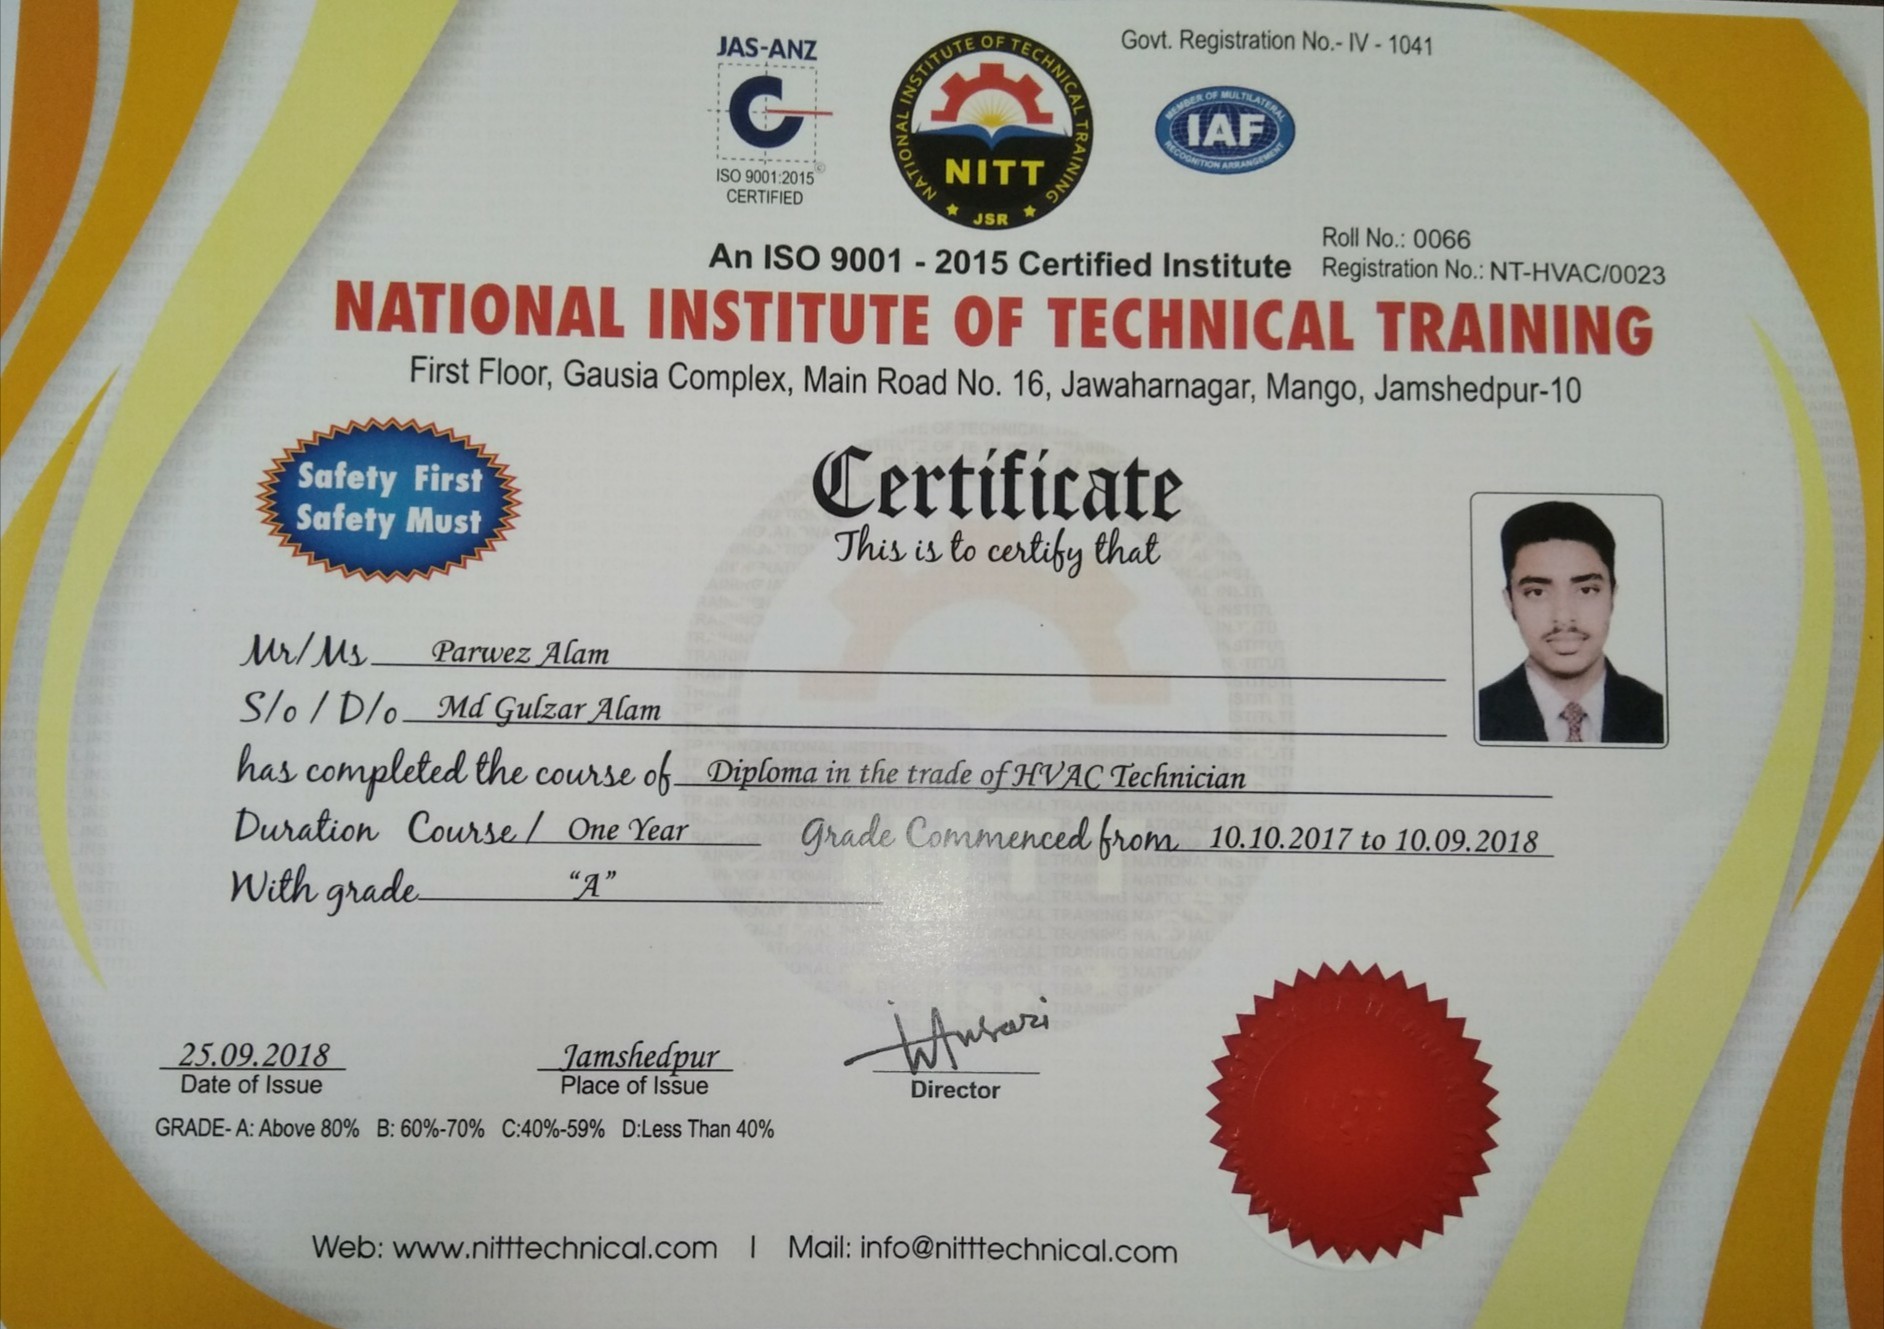 JAS-ANZ
ISO 9001:2015
CERTIFIED
NATIONAL INSTITUTE OF TECHNICAL TRAINING
NITT
JSR
Govt. Registration No.- IV - 1041
MEMBER OF MULTILATERAL
IAF
RECOGNITION ARRANGEMENT
Roll No.: 0066
An ISO 9001 - 2015 Certified Institute
Registration No.: NT-HVAC/0023
NATIONAL INSTITUTE OF TECHNICAL TRAINING
First Floor, Gausia Complex, Main Road No. 16, Jawaharnagar, Mango, Jamshedpur-10
Safety First
Safety Must
Certificate
This is to certify that
Mr/Ms Parwez Alam
S/o / D/o Md Gulzar Alam
has completed the course of Diploma in the trade of HVAC Technician
Duration Course / One Year Grade Commenced from 10.10.2017 to 10.09.2018
With grade "A"
25.09.2018
Date of Issue
Jamshedpur
Place of Issue
Ansari
Director
GRADE- A: Above 80% B: 60%-70% C:40%-59% D:Less Than 40%
Web: www.nitttechnical.com | Mail: info@nitttechnical.com